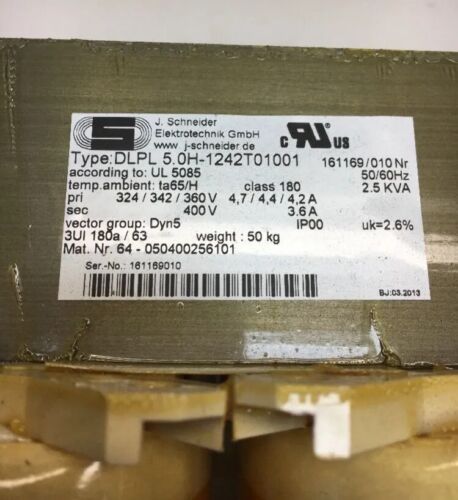 J. Schneider
Elektrotechnik GmbH
www. j-schneider.de
c RU US
Type:DLPL 5.0H-1242T01001 161169/010 Nr
according to: UL 5085 50/60Hz
temp.ambient: ta65/H class 180 2.5 KVA
pri 324 / 342 / 360 V 4,7 / 4,4 / 4,2 A
sec 400 V 3.6 A
vector group: Dyn5 IP00 uk=2.6%
3UI 180a / 63 weight : 50 kg
Mat. Nr. 64 - 050400256101
Ser.-No.: 161169010
BJ:03.2013